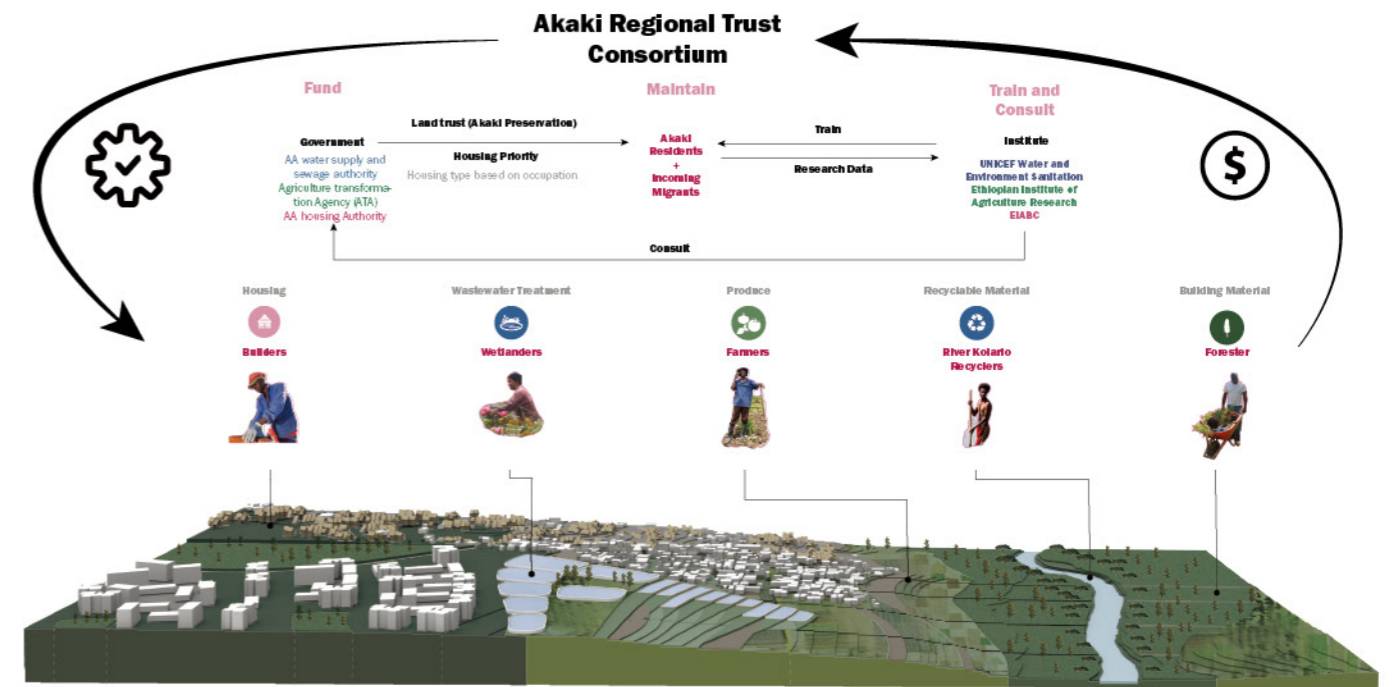 Akaki Regional Trust
Consortium
Fund
Maintain
Train and
Consult
Government
AA water supply and
sewage authority
Agriculture transforma-
tion Agency (ATA)
AA housing Authority
Land trust (Akaki Preservation)
Housing Priority
Housing type based on occupation
Akaki
Residents
+
Incoming
Migrants
Train
Research Data
Institute
UNICEF Water and
Environment Sanitation
Ethiopian Institute of
Agriculture Research
EIABC
Consult
$
Housing
Wastewater Treatment
Produce
Recyclable Material
Building Material
Builders
Wetlanders
Farmers
River Kolario
Recyclers
Forester